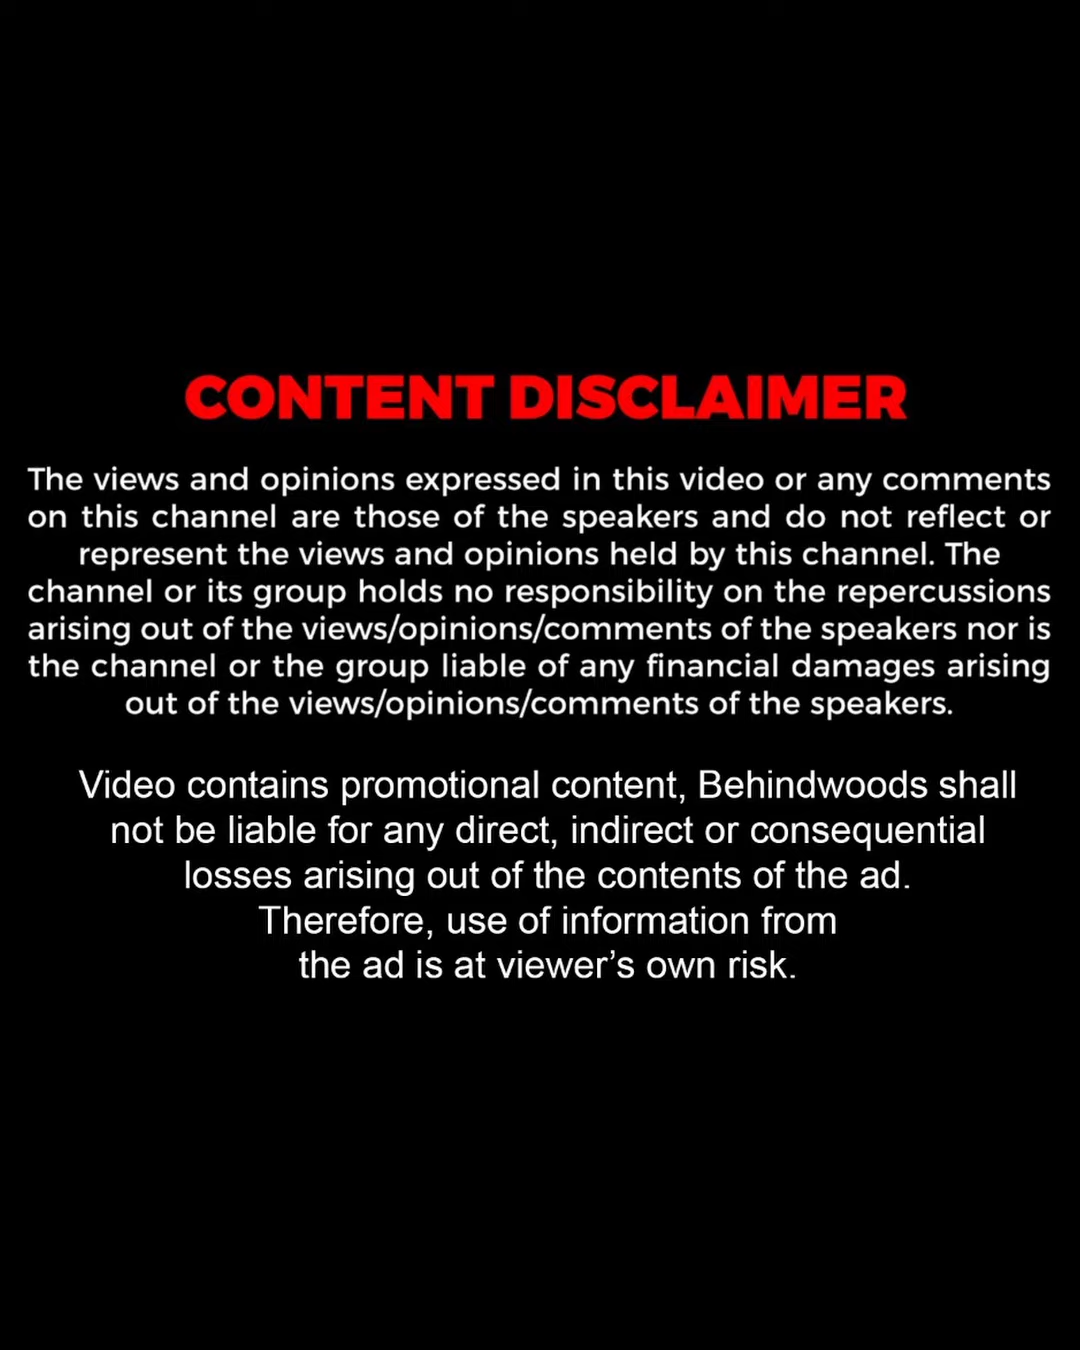 CONTENT DISCLAIMER
The views and opinions expressed in this video or any comments
on this channel are those of the speakers and do not reflect or
represent the views and opinions held by this channel. The
channel or its group holds no responsibility on the repercussions
arising out of the views/opinions/comments of the speakers nor is
the channel or the group liable of any financial damages arising
out of the views/opinions/comments of the speakers.
Video contains promotional content, Behindwoods shall
not be liable for any direct, indirect or consequential
losses arising out of the contents of the ad.
Therefore, use of information from
the ad is at viewer’s own risk.